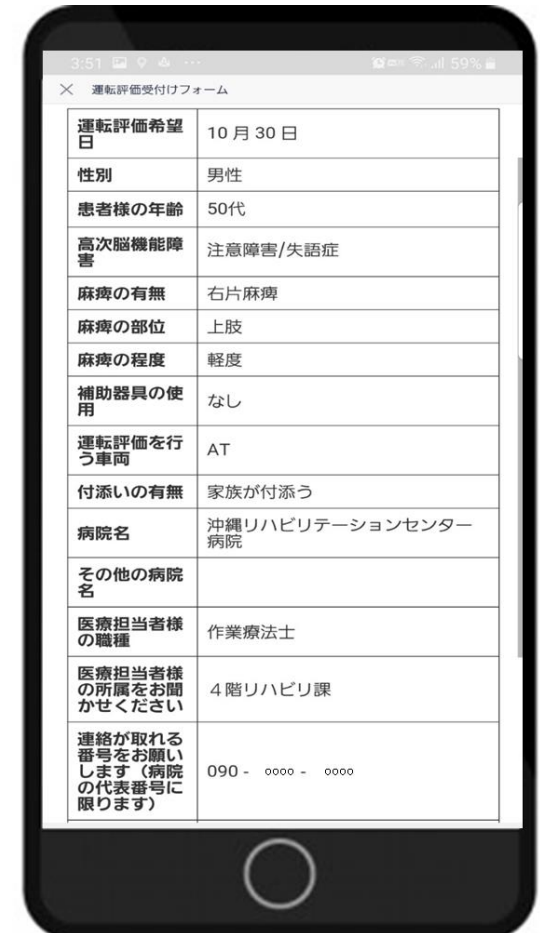 3:51
59%
× 運転評価受付けフォーム
運転評価希望
日
10 月 30 日
性別
男性
患者様の年齢
50代
高次脳機能障
害
注意障害/失語症
麻痺の有無
右片麻痺
麻痺の部位
上肢
麻痺の程度
軽度
補助器具の使
用
なし
運転評価を行
う車両
AT
付添いの有無
家族が付添う
病院名
沖縄リハビリテーションセンター
病院
その他の病院
名
医療担当者様
の職種
作業療法士
医療担当者様
の所属をお聞
かせください
4階リハビリ課
連絡が取れる
番号をお願い
します（病院
の代表番号に
限ります）
090 - oooo - oooo